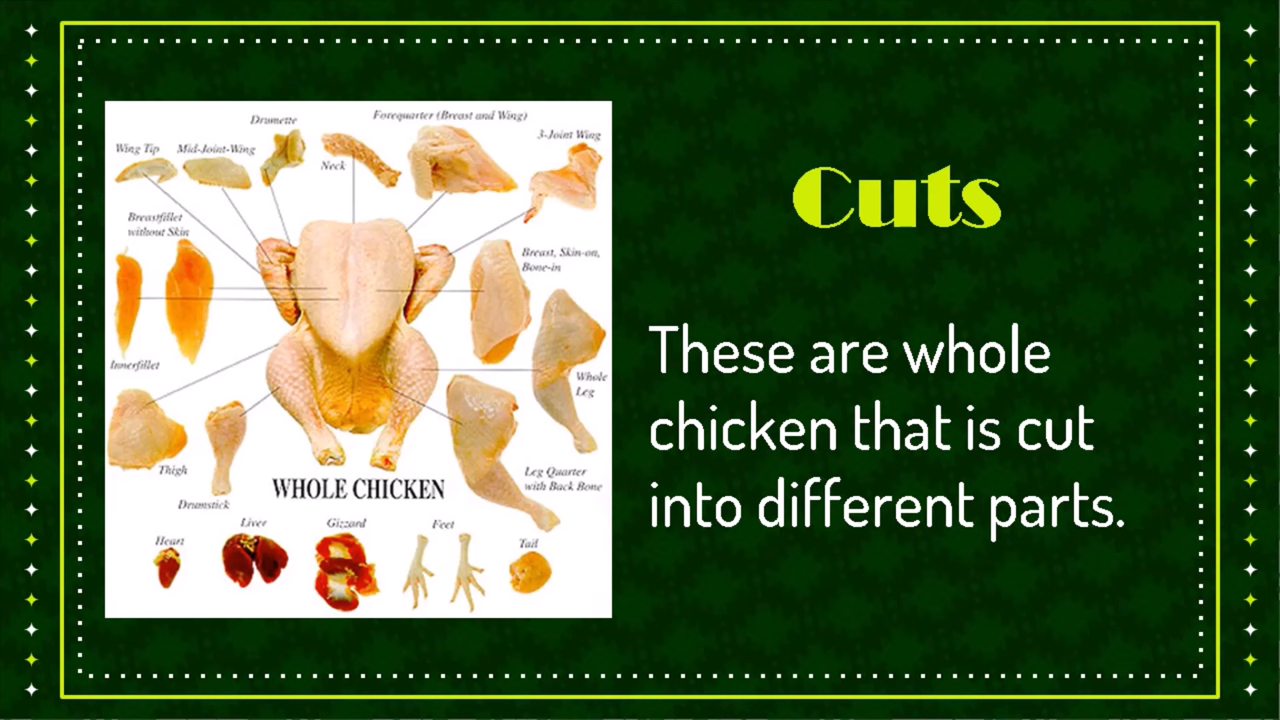 Drumette
Forequarter (Breast and Wing)
3-Joint Wing
Wing Tip
Mid-Joint-Wing
Neck
Breastfillet
without Skin
Breast, Skin-on,
Bone-in
Innerfillet
Whole
Leg
Thigh
Drumstick
Leg Quarter
with Back Bone
WHOLE CHICKEN
Heart
Liver
Gizzard
Feet
Tail
Cuts
These are whole
chicken that is cut
into different parts.